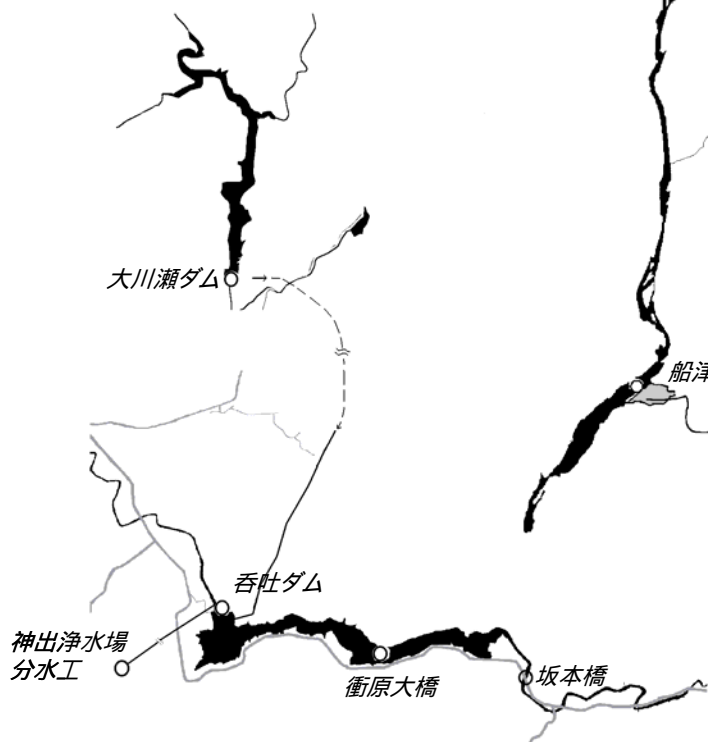 大川瀬ダム
船津
呑吐ダム
神出浄水場
分水工
衝原大橋
坂本橋